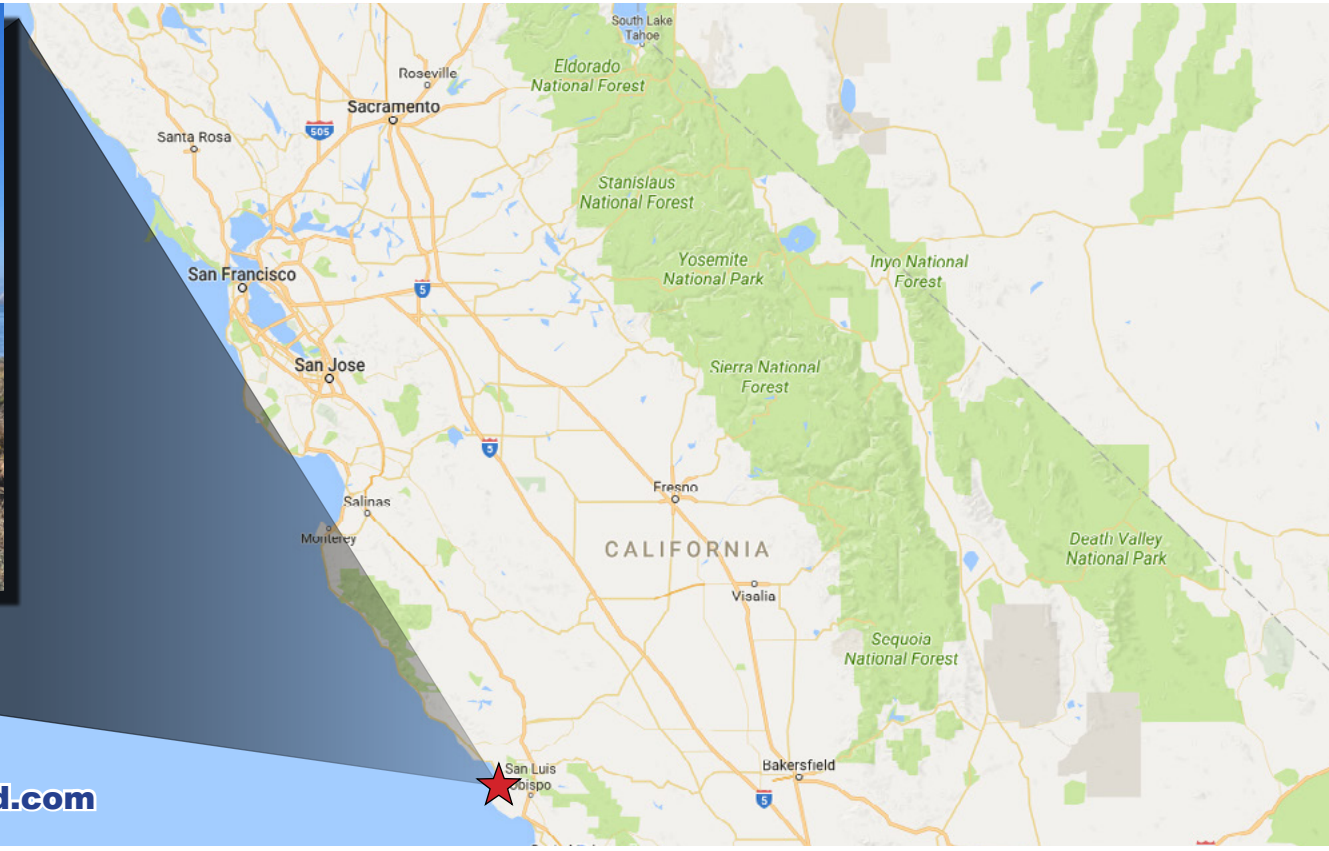 South Lake
Tahoe
Eldorado
National Forest
Roseville
Sacramento
505
Santa Rosa
Stanislaus
National Forest
Yosemite
National Park
Inyo National
Forest
San Francisco
5
San Jose
Sierra National
Forest
5
Fresno
Salinas
Monterey
CALIFORNIA
Death Valley
National Park
Visalia
Sequoia
National Forest
San Luis
Obispo
Bakersfield
5
d.com